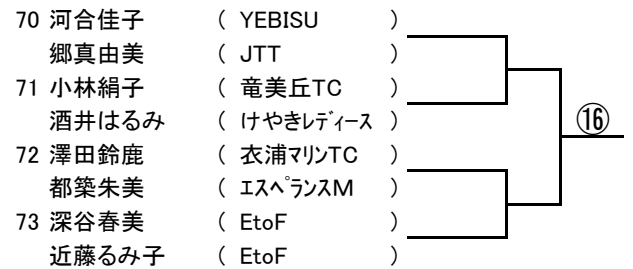 70 河合佳子 ( YEBISU )
郷真由美 ( JTT )
71 小林絹子 ( 竜美丘TC )
酒井はるみ ( けやきレディース )
⑯
72 澤田鈴鹿 ( 衣浦マリンTC )
都築朱美 ( エスペランスM )
73 深谷春美 ( EtoF )
近藤るみ子 ( EtoF )